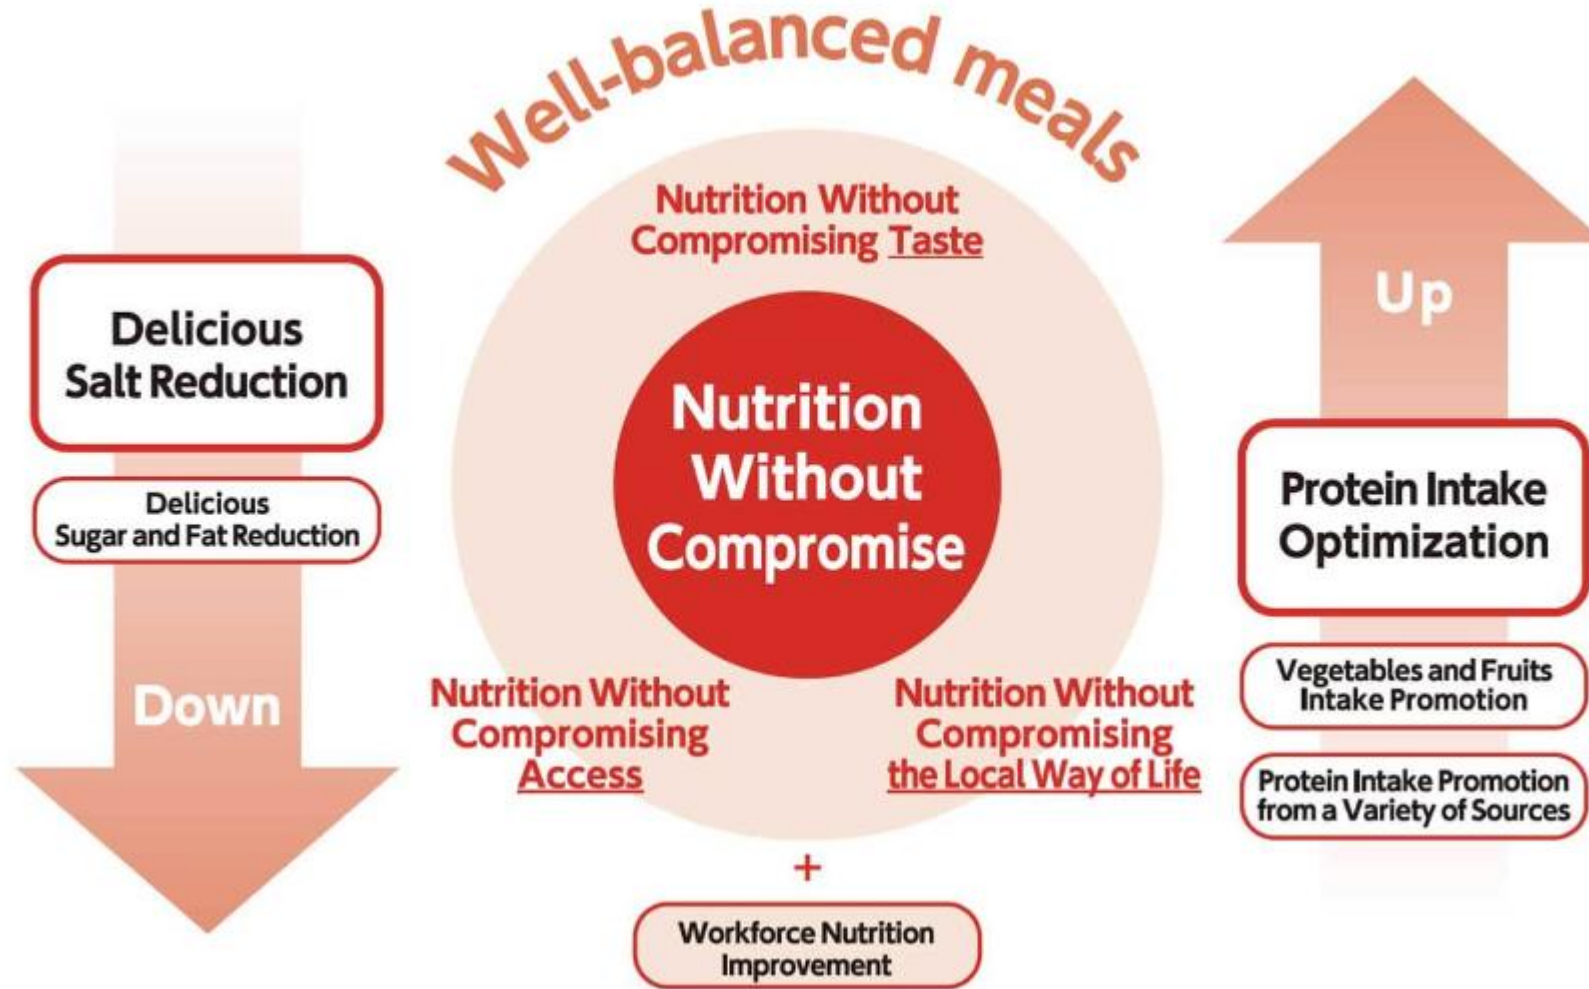 Well-balanced meals
Delicious
Salt Reduction
Delicious
Sugar and Fat Reduction
Down
Nutrition Without
Compromising Taste
Nutrition
Without
Compromise
Nutrition Without
Compromising
Access
Nutrition Without
Compromising
the Local Way of Life
+
Workforce Nutrition
Improvement
Up
Protein Intake
Optimization
Vegetables and Fruits
Intake Promotion
Protein Intake Promotion
from a Variety of Sources